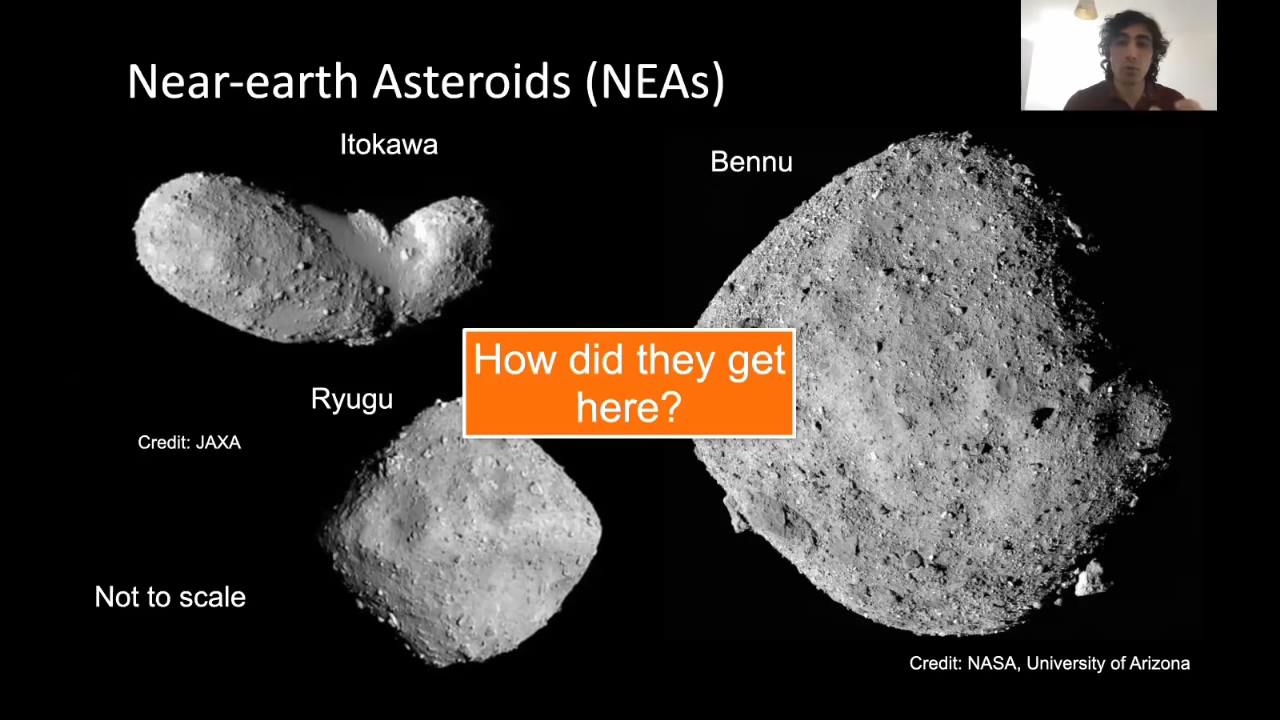 Near-earth Asteroids (NEAs)
Itokawa
Bennu
How did they get
here?
Ryugu
Credit: JAXA
Not to scale
Credit: NASA, University of Arizona